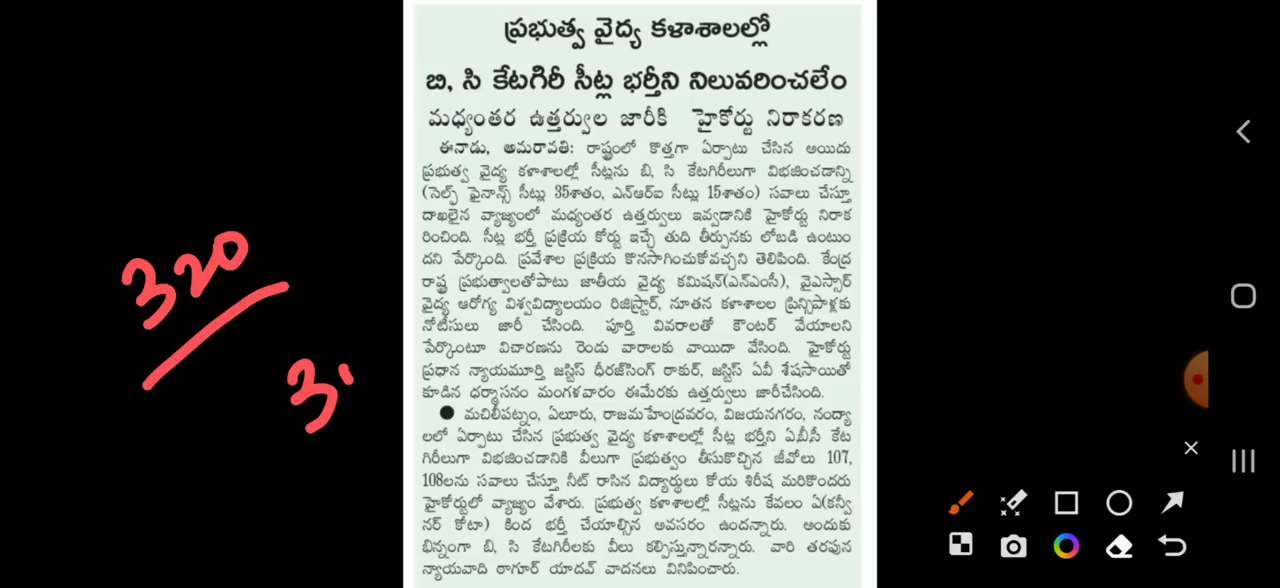 ప్రభుత్వ వైద్య కళాశాలల్లో
బి, సి కేటగిరీ సీట్ల భర్తీని నిలువరించలేం
మధ్యంతర ఉత్తర్వుల జారీకి హైకోర్టు నిరాకరణ
ఈనాడు, అమరావతి: రాష్ట్రంలో కొత్తగా ఏర్పాటు చేసిన అయిదు
ప్రభుత్వ వైద్య కళాశాలల్లో సీట్లను బి, సి కేటగిరీలుగా విభజించడాన్ని
(సెల్ఫ్ ఫైనాన్స్ సీట్లు 35శాతం, ఎన్ఆర్ఐ సీట్లు 15శాతం) సవాలు చేస్తూ
దాఖలైన వ్యాజ్యంలో మధ్యంతర ఉత్తర్వులు ఇవ్వడానికి హైకోర్టు నిరాక
రించింది. సీట్ల భర్తీ ప్రక్రియ కోర్టు ఇచ్చే తుది తీర్పునకు లోబడి ఉంటుం
దని పేర్కొంది. ప్రవేశాల ప్రక్రియ కొనసాగించుకోవచ్చని తెలిపింది. కేంద్ర
రాష్ట్ర ప్రభుత్వాలతోపాటు జాతీయ వైద్య కమిషన్(ఎన్ఎంసీ), వైఎస్సార్
వైద్య ఆరోగ్య విశ్వవిద్యాలయం రిజిస్ట్రార్, నూతన కళాశాలల ప్రిన్సిపాళ్లకు
నోటీసులు జారీ చేసింది. పూర్తి వివరాలతో కౌంటర్ వేయాలని
పేర్కొంటూ విచారణను రెండు వారాలకు వాయిదా వేసింది. హైకోర్టు
ప్రధాన న్యాయమూర్తి జస్టిస్ ధీరజ్‌సింగ్ ఠాకుర్, జస్టిస్ ఏవీ శేషసాయితో
కూడిన ధర్మాసనం మంగళవారం ఈమేరకు ఉత్తర్వులు జారీచేసింది.
● మచిలీపట్నం, ఏలూరు, రాజమహేంద్రవరం, విజయనగరం, నంద్యా
లలో ఏర్పాటు చేసిన ప్రభుత్వ వైద్య కళాశాలల్లో సీట్ల భర్తీని ఏబీసీ కేట
గిరీలుగా విభజించడానికి వీలుగా ప్రభుత్వం తీసుకొచ్చిన జీవోలు 107,
108లను సవాలు చేస్తూ నీట్ రాసిన విద్యార్థులు కోయ శిరీష మరికొందరు
హైకోర్టులో వ్యాజ్యం వేశారు. ప్రభుత్వ కళాశాలల్లో సీట్లను కేవలం ఏ(కన్వీ
నర్ కోటా) కింద భర్తీ చేయాల్సిన అవసరం ఉందన్నారు. అందుకు
భిన్నంగా బి, సి కేటగిరీలకు వీలు కల్పిస్తున్నారన్నారు. వారి తరఫున
న్యాయవాది ఠాగూర్ యాదవ్ వాదనలు వినిపించారు.
320
3